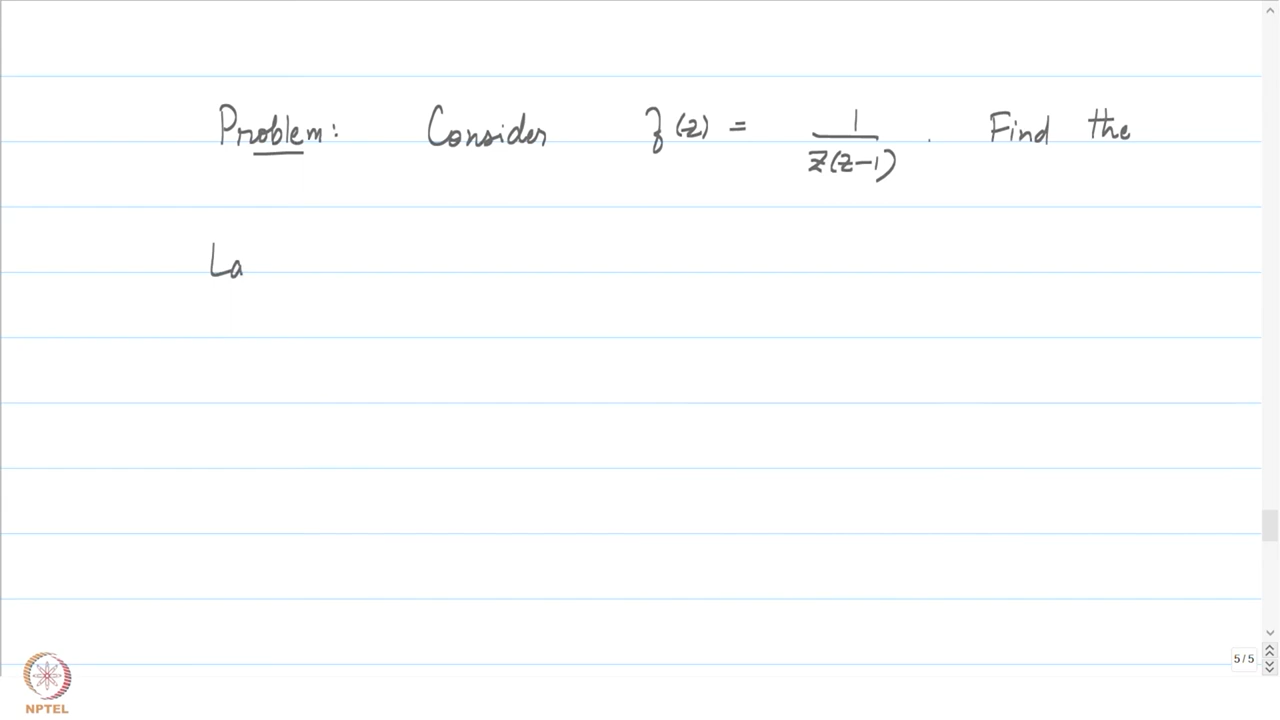 Problem: Consider f(z) = 1/(z(z-1)). Find the
La
5/5
NPTEL